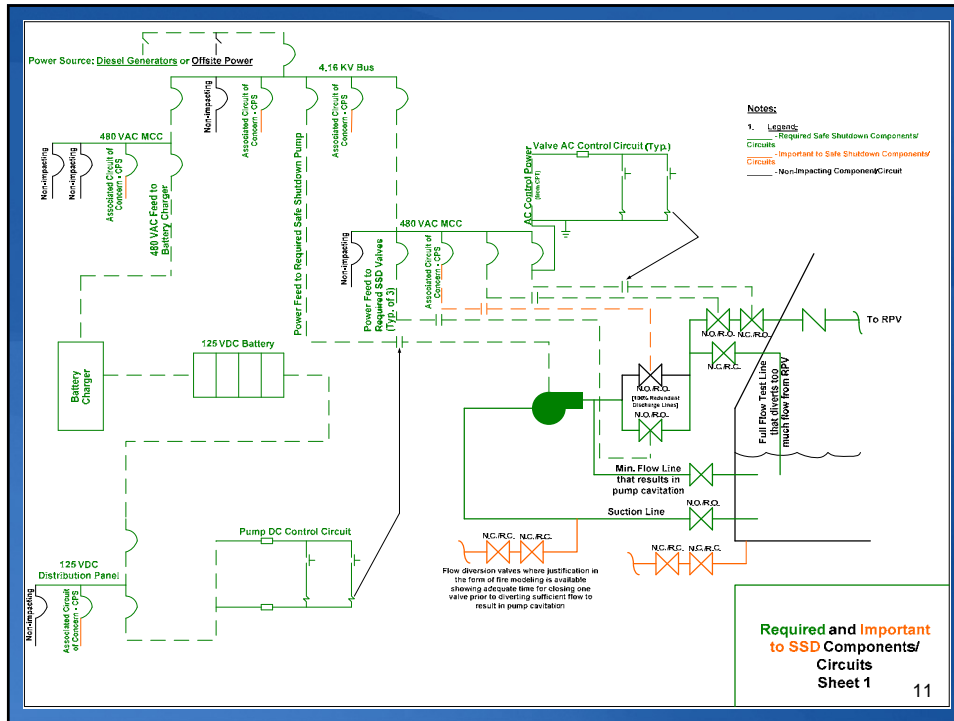 Power Source: Diesel Generators or Offsite Power
4.16 KV Bus
Non-impacting
Associated Circuit of
Concern - CPS
Associated Circuit of
Concern - CPS
480 VAC MCC
Non-impacting
Non-impacting
Associated Circuit of
Concern - CPS
480 VAC Feed to
Battery Charger
Power Feed to Required Safe Shutdown Pump
Notes:
1. Legend:
- Required Safe Shutdown Components/
Circuits
- Important to Safe Shutdown Components/
Circuits
- Non-Impacting Component/Circuit
Valve AC Control Circuit (Typ.)
AC Control Power
(from CPT)
480 VAC MCC
Non-impacting
Power Feed to
Required SSD Valves
(Typ. of 3)
Associated Circuit of
Concern - CPS
To RPV
N.O./R.O.
N.C./R.O.
N.C./R.C.
Full Flow Test Line
that diverts too
much flow from RPV
125 VDC Battery
Battery
Charger
N.O./R.O.
[100% Redundant
Discharge Lines]
N.O./R.O.
Min. Flow Line
that results in
pump cavitation
N.O./R.O.
Suction Line
N.O./R.O.
Pump DC Control Circuit
N.C./R.C.
N.C./R.C.
N.C./R.C.
N.C./R.C.
Flow diversion valves where justification in
the form of fire modeling is available
showing adequate time for closing one
valve prior to diverting sufficient flow to
result in pump cavitation
125 VDC
Distribution Panel
Non-impacting
Associated Circuit
of Concern - CPS
Required and Important
to SSD Components/
Circuits
Sheet 1
11